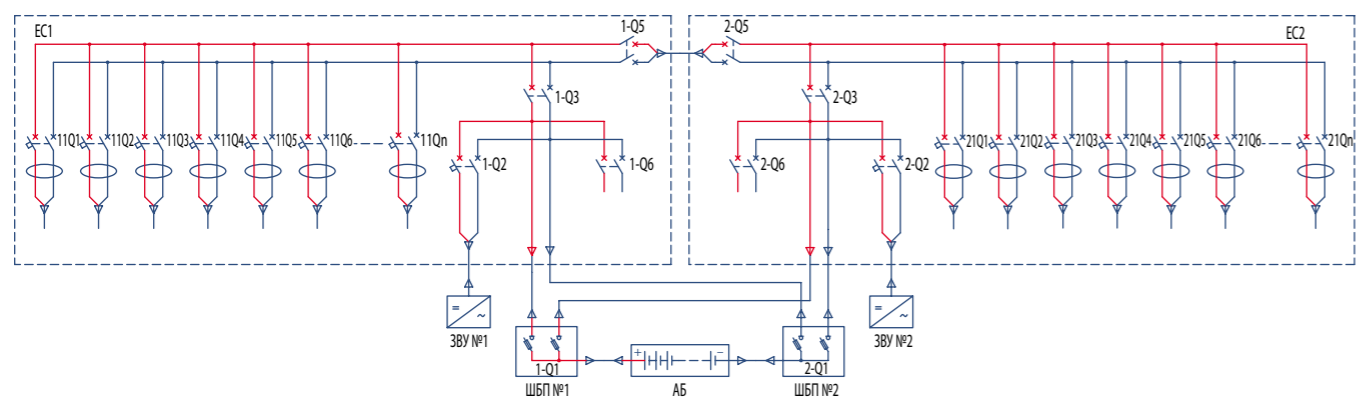 1-Q5 2-Q5
EC1 EC2
1-Q3 2-Q3
11Q1 11Q2 11Q3 11Q4 11Q5 11Q6 11Qn 21Q1 21Q2 21Q3 21Q4 21Q5 21Q6 21Qn
1-Q2 1-Q6 2-Q6 2-Q2
= ~ = ~
ЗВУ №1 ЗВУ №2
+ −
1-Q1 2-Q1
ШБП №1 АБ ШБП №2